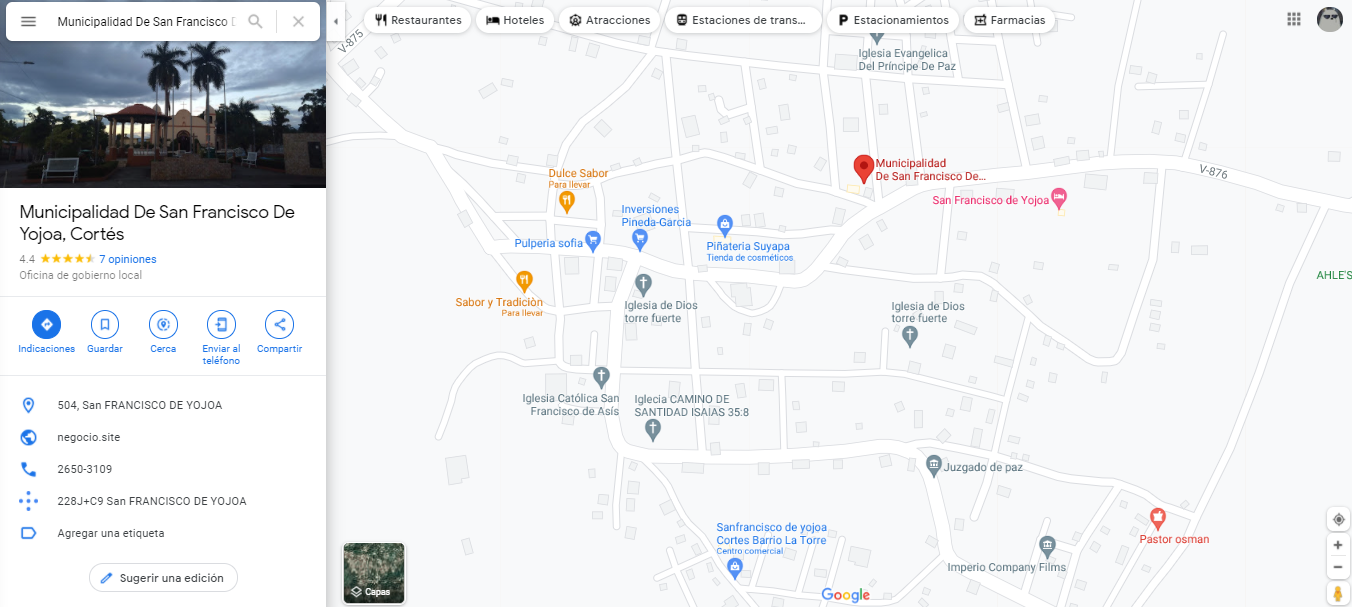 Municipalidad De San Francisco D
Restaurantes
Hoteles
Atracciones
Estaciones de trans...
Estacionamientos
Farmacias
Municipalidad De San Francisco De
Yojoa, Cortés
4.4
7 opiniones
Oficina de gobierno local
Indicaciones
Guardar
Cerca
Enviar al
teléfono
Compartir
504, San FRANCISCO DE YOJOA
negocio.site
2650-3109
228J+C9 San FRANCISCO DE YOJOA
Agregar una etiqueta
Sugerir una edición
V-875
Iglesia Evangelica
Del Príncipe De Paz
Municipalidad
De San Francisco De...
V-876
San Francisco de Yojoa
Dulce Sabor
Para llevar
Inversiones
Pineda-Garcia
Pulperia sofia
Piñateria Suyapa
Tienda de cosméticos
AHLE'S
Sabor y Tradiciòn
Para llevar
Iglesia de Dios
torre fuerte
Iglesia de Dios
torre fuerte
Iglesia Católica San
Francisco de Asís
Iglecia CAMINO DE
SANTIDAD ISAIAS 35:8
Juzgado de paz
Sanfrancisco de yojoa
Cortes Barrio La Torre
Centro comercial
Pastor osman
Imperio Company Films
Capas
Google